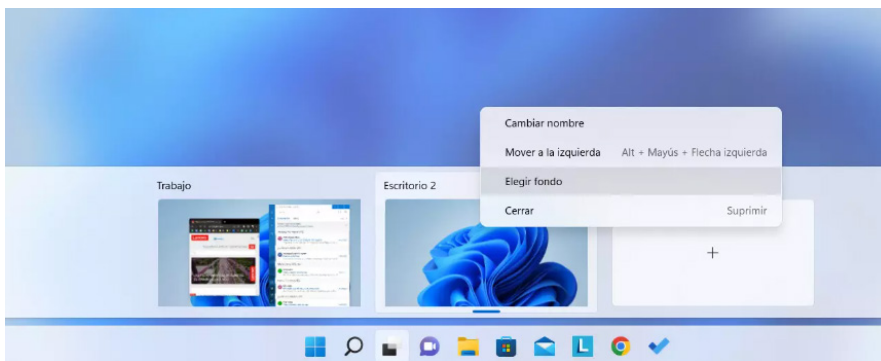 Cambiar nombre
Mover a la izquierda Alt + Mayús + Flecha izquierda
Elegir fondo
Cerrar Suprimir
Trabajo Escritorio 2
L